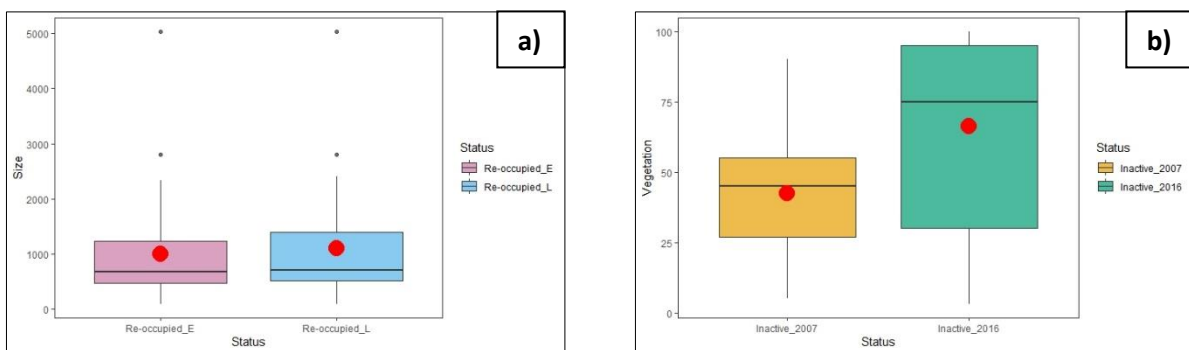 a)
5000
4000
3000
2000
1000
0
Size
Re-occupied_E
Re-occupied_L
Status
Status
Re-occupied_E
Re-occupied_L
b)
100
75
50
25
0
Vegetation
Inactive_2007
Inactive_2016
Status
Status
Inactive_2007
Inactive_2016